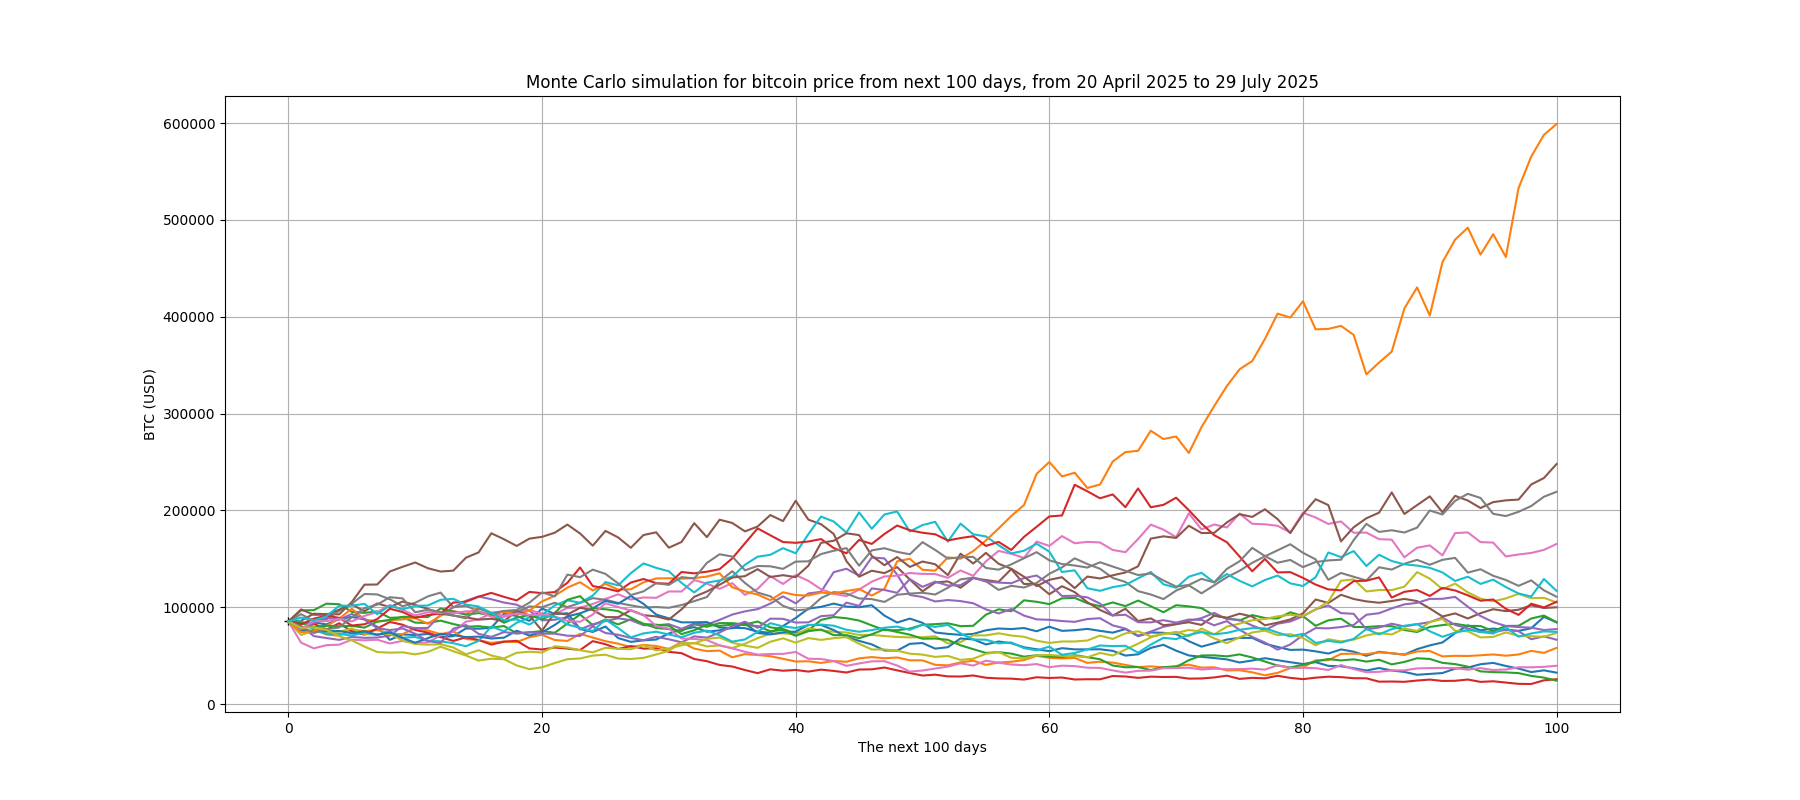 Monte Carlo simulation for bitcoin price from next 100 days, from 20 April 2025 to 29 July 2025
600000
500000
400000
300000
200000
100000
0
BTC (USD)
0 20 40 60 80 100
The next 100 days